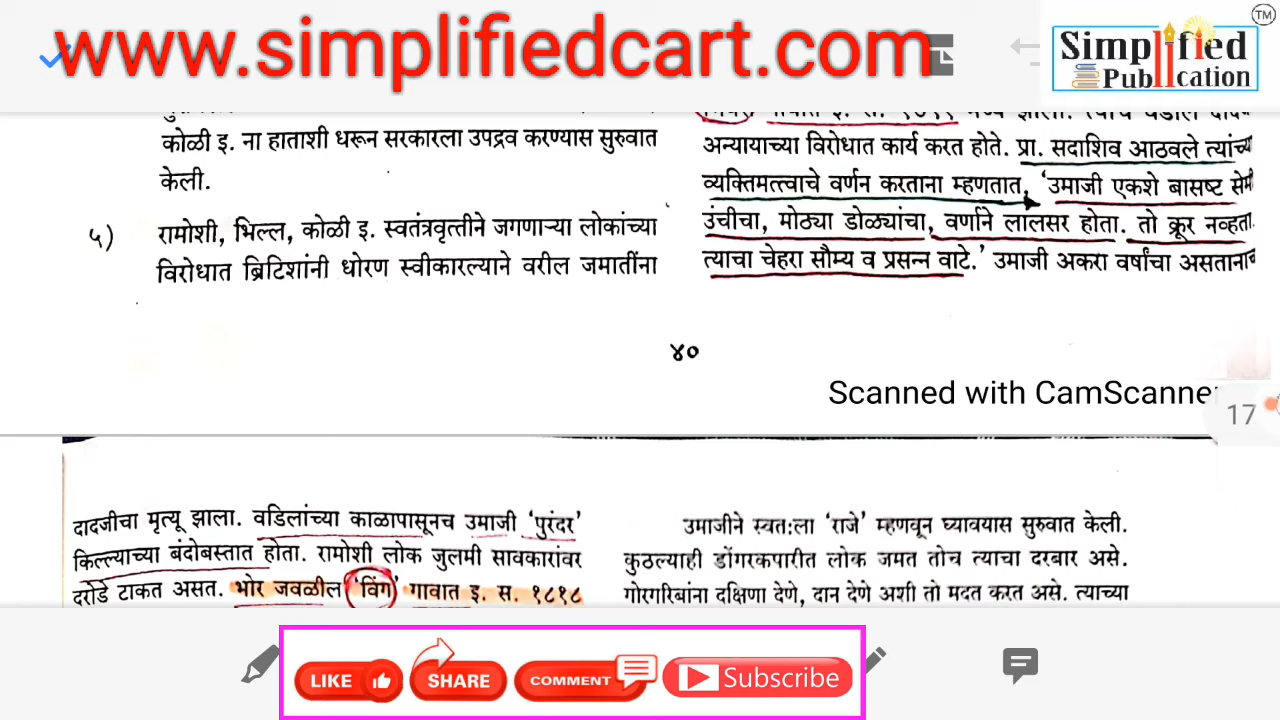 www.simplifiedcart.com
TM
Simplified
Publication
कोळी इ. ना हाताशी धरून सरकारला उपद्रव करण्यास सुरुवात
केली.
५)
रामोशी, भिल्ल, कोळी इ. स्वतंत्रवृत्तीने जगणाऱ्या लोकांच्या
विरोधात ब्रिटिशांनी धोरण स्वीकारल्याने वरील जमातींना
अन्यायाच्या विरोधात कार्य करत होते. प्रा. सदाशिव आठवले त्यांच्या
व्यक्तिमत्त्वाचे वर्णन करताना म्हणतात, 'उमाजी एकशे बासष्ट सेमी
उंचीचा, मोठ्या डोळ्यांचा, वर्णाने लालसर होता. तो क्रूर नव्हता.
त्याचा चेहरा सौम्य व प्रसन्न वाटे.' उमाजी अकरा वर्षांचा असतानाच
४०
Scanned with CamScanner
17
दादजीचा मृत्यू झाला. वडिलांच्या काळापासूनच उमाजी 'पुरंदर'
किल्ल्याच्या बंदोबस्तात होता. रामोशी लोक जुलमी सावकारांवर
दरोडे टाकत असत. भोर जवळील 'विंग' गावात इ. स. १८१८
उमाजीने स्वत:ला 'राजे' म्हणवून घ्यावयास सुरुवात केली.
कुठल्याही डोंगरकपारीत लोक जमत तोच त्याचा दरबार असे.
गोरगरिबांना दक्षिणा देणे, दान देणे अशी तो मदत करत असे. त्याच्या
LIKE
SHARE
COMMENT
Subscribe